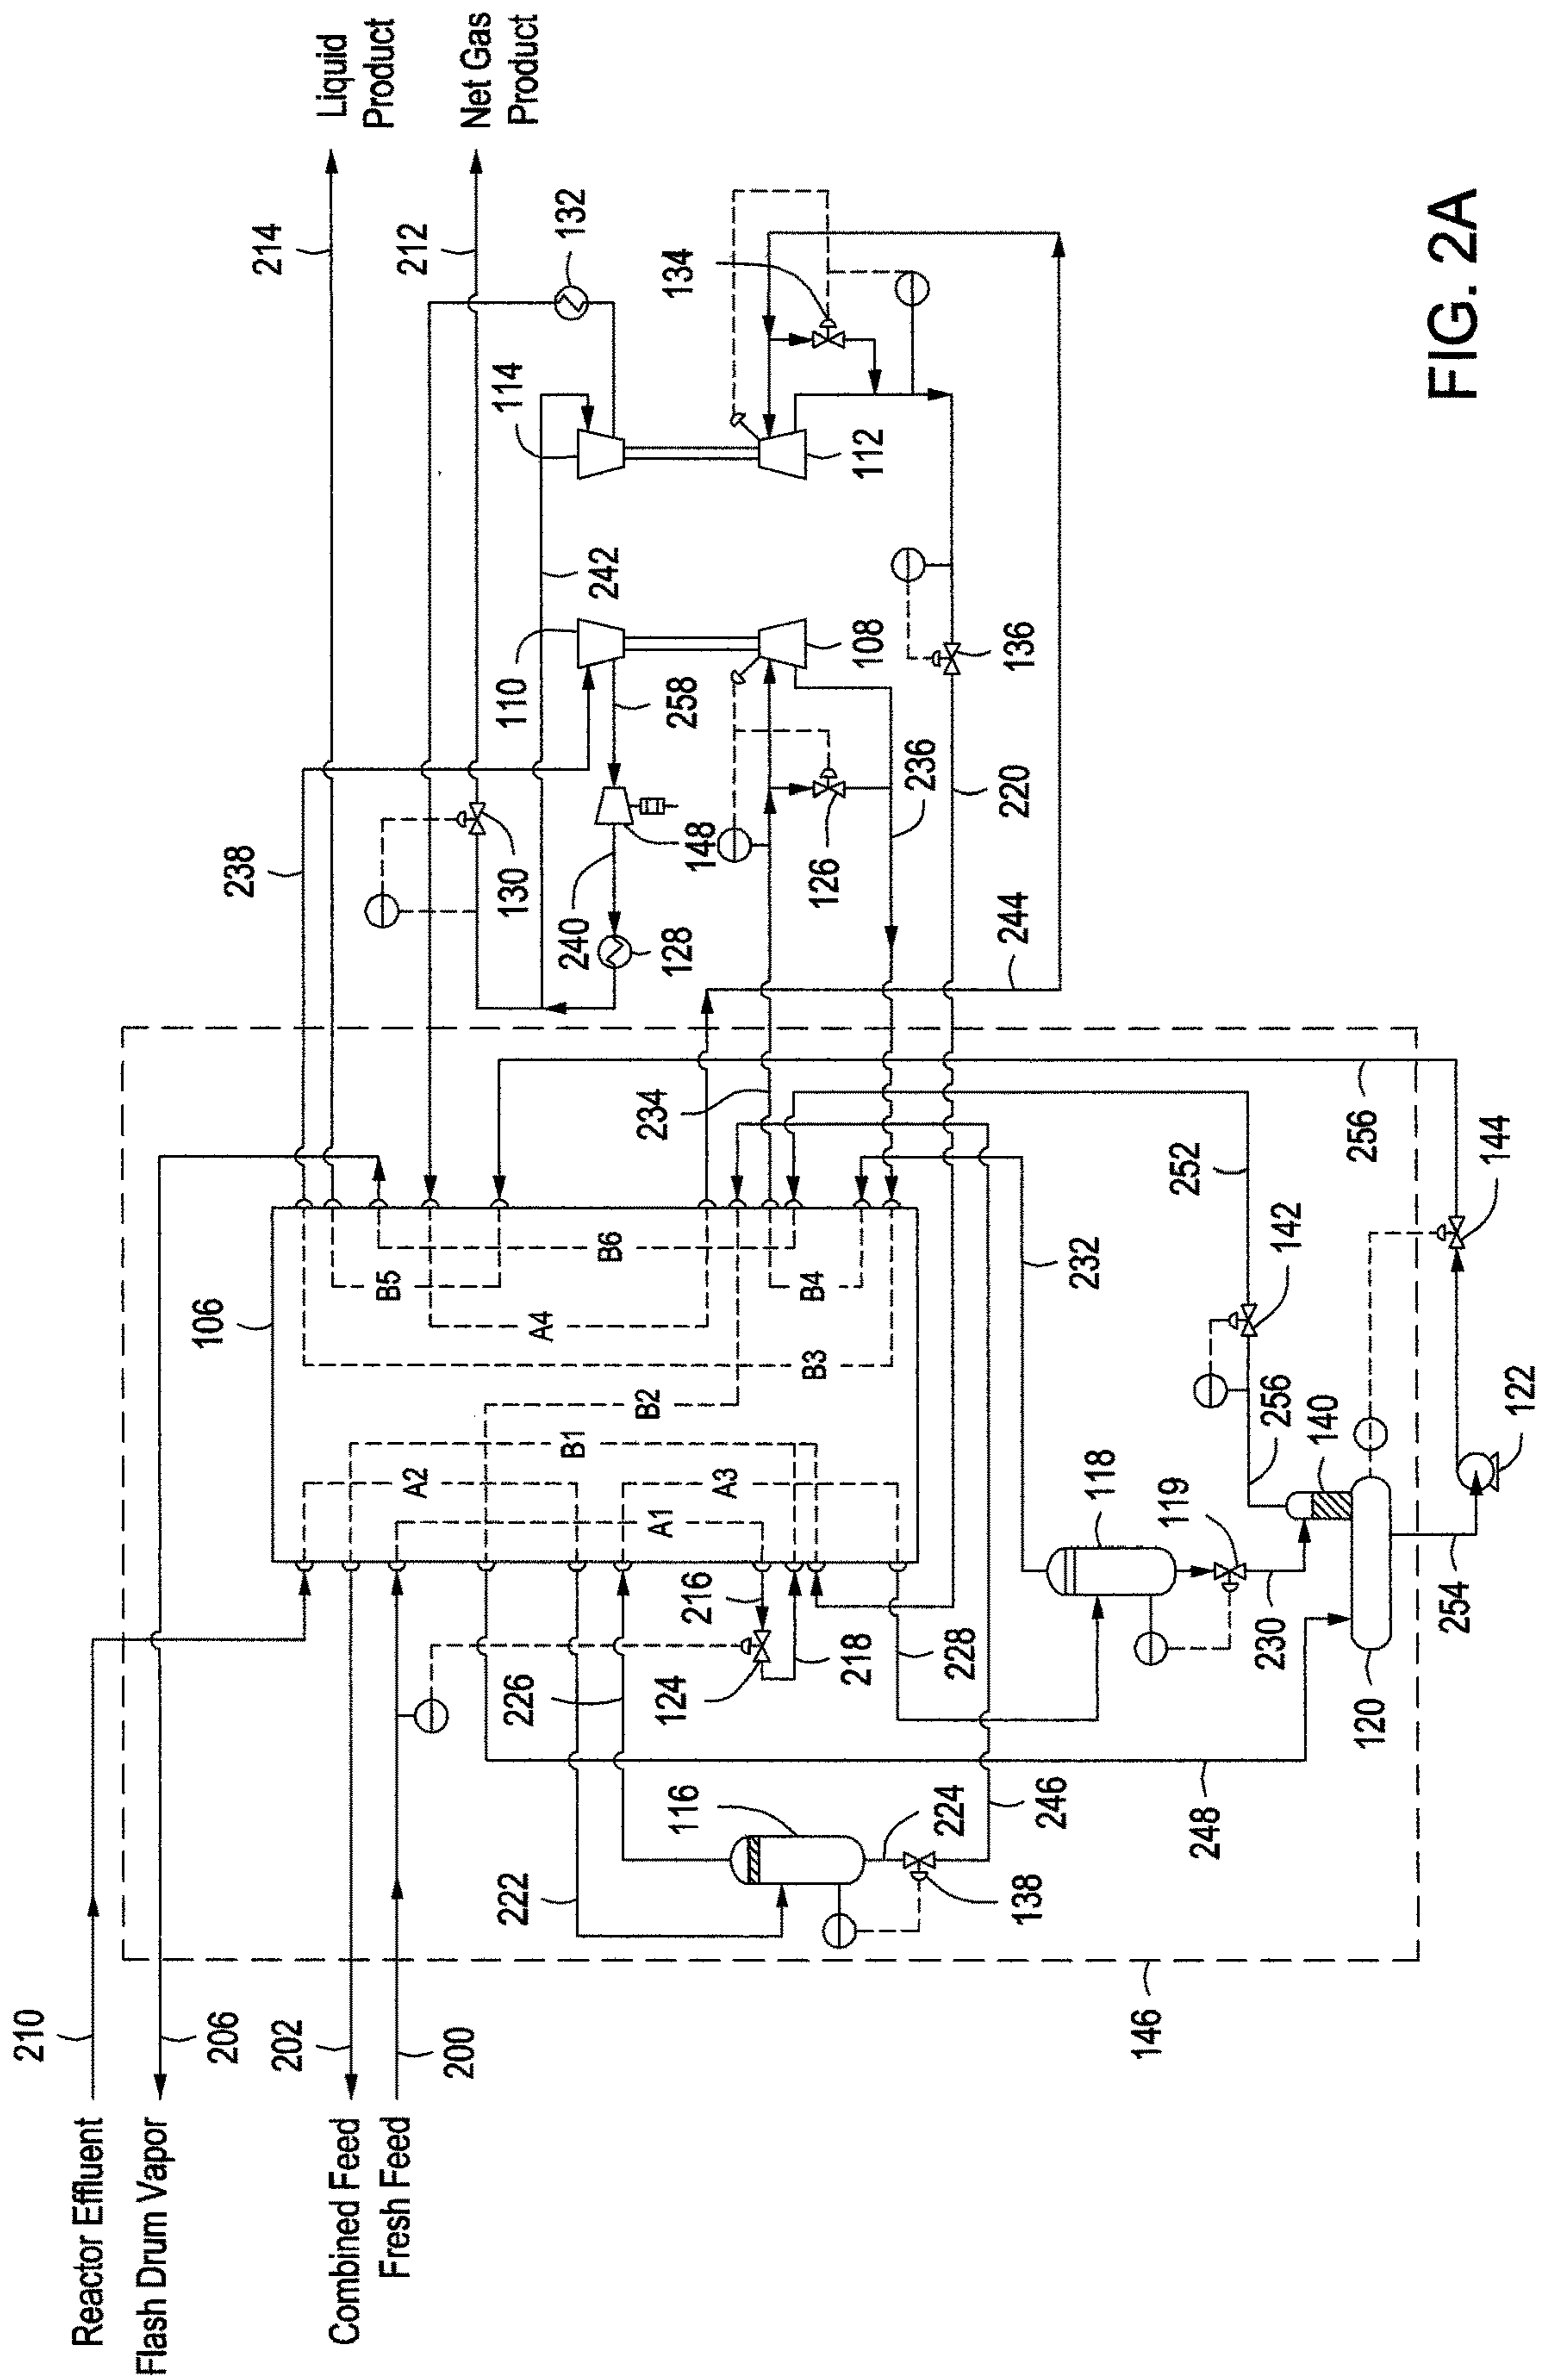 Liquid
Product
Net Gas
Product
214
212
132
134
114
112
242
110
108
136
258
236
220
238
130
148
126
240
128
244
234
256
252
144
106
232
142
B6
B5
B4
A4
B3
B2
B1
A2
A3
A1
256
140
122
118
119
216
218
228
226
124
230
254
120
116
224
246
248
222
138
146
210
206
202
200
Reactor Effluent
Flash Drum Vapor
Combined Feed
Fresh Feed
FIG. 2A